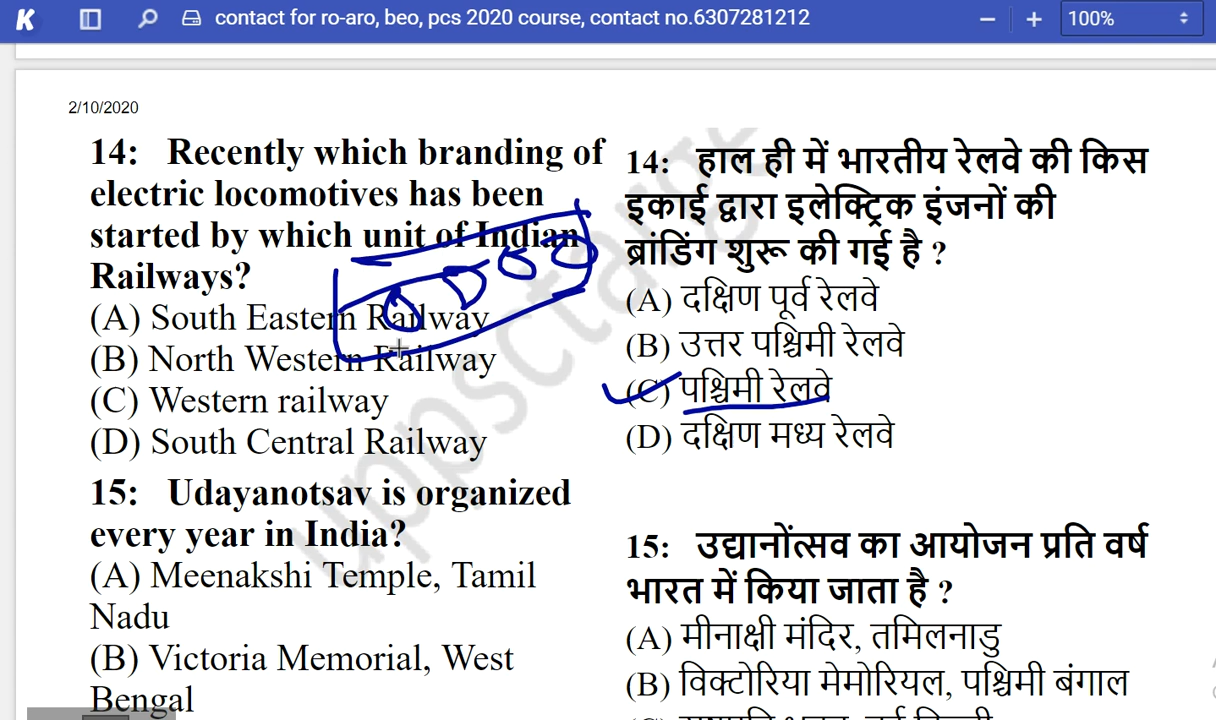 K contact for ro-aro, beo, pcs 2020 course, contact no.6307281212 100%
2/10/2020
14: Recently which branding of
electric locomotives has been
started by which unit of Indian
Railways?
(A) South Eastern Railway
(B) North Western Railway
(C) Western railway
(D) South Central Railway
15: Udayanotsav is organized
every year in India?
(A) Meenakshi Temple, Tamil
Nadu
(B) Victoria Memorial, West
Bengal
14: हाल ही में भारतीय रेलवे की किस
इकाई द्वारा इलेक्ट्रिक इंजनों की
ब्रांडिंग शुरू की गई है ?
(A) दक्षिण पूर्व रेलवे
(B) उत्तर पश्चिमी रेलवे
(C) पश्चिमी रेलवे
(D) दक्षिण मध्य रेलवे
15: उद्यानोंत्सव का आयोजन प्रति वर्ष
भारत में किया जाता है ?
(A) मीनाक्षी मंदिर, तमिलनाडु
(B) विक्टोरिया मेमोरियल, पश्चिमी बंगाल